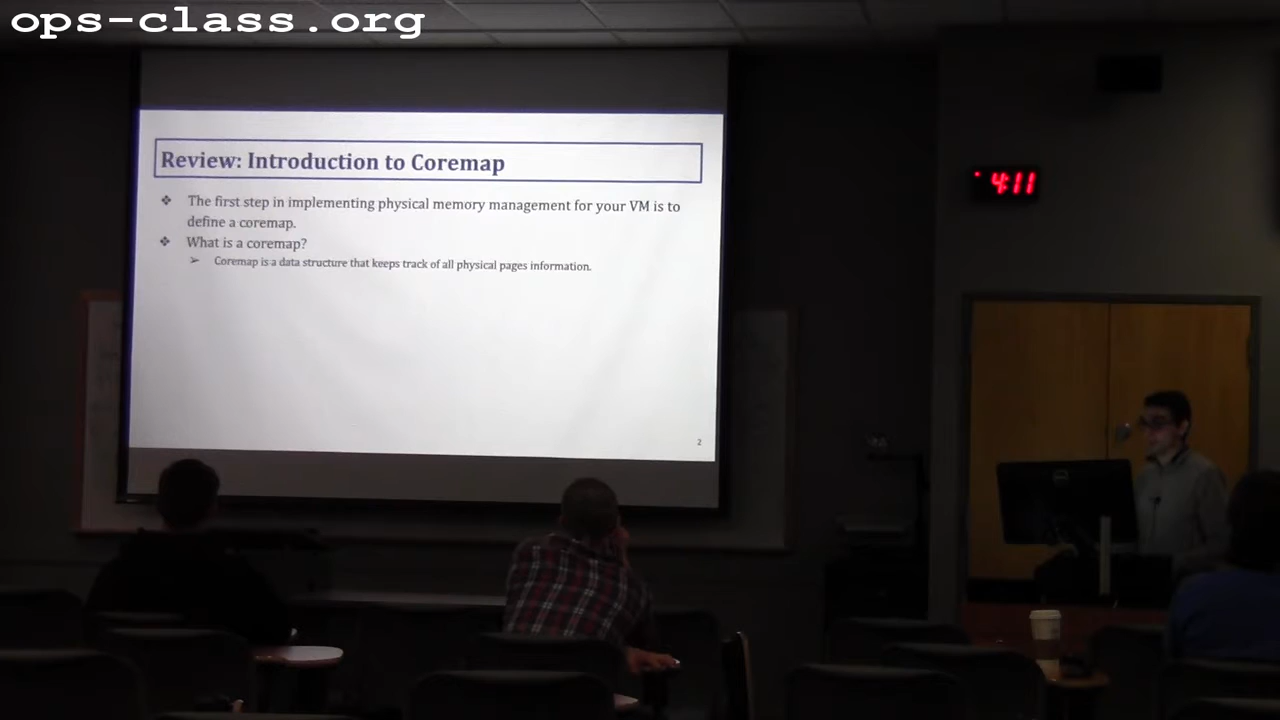 ops-class.org
Review: Introduction to Coremap
❖ The first step in implementing physical memory management for your VM is to
define a coremap.
❖ What is a coremap?
➢ Coremap is a data structure that keeps track of all physical pages information.
2
4:11